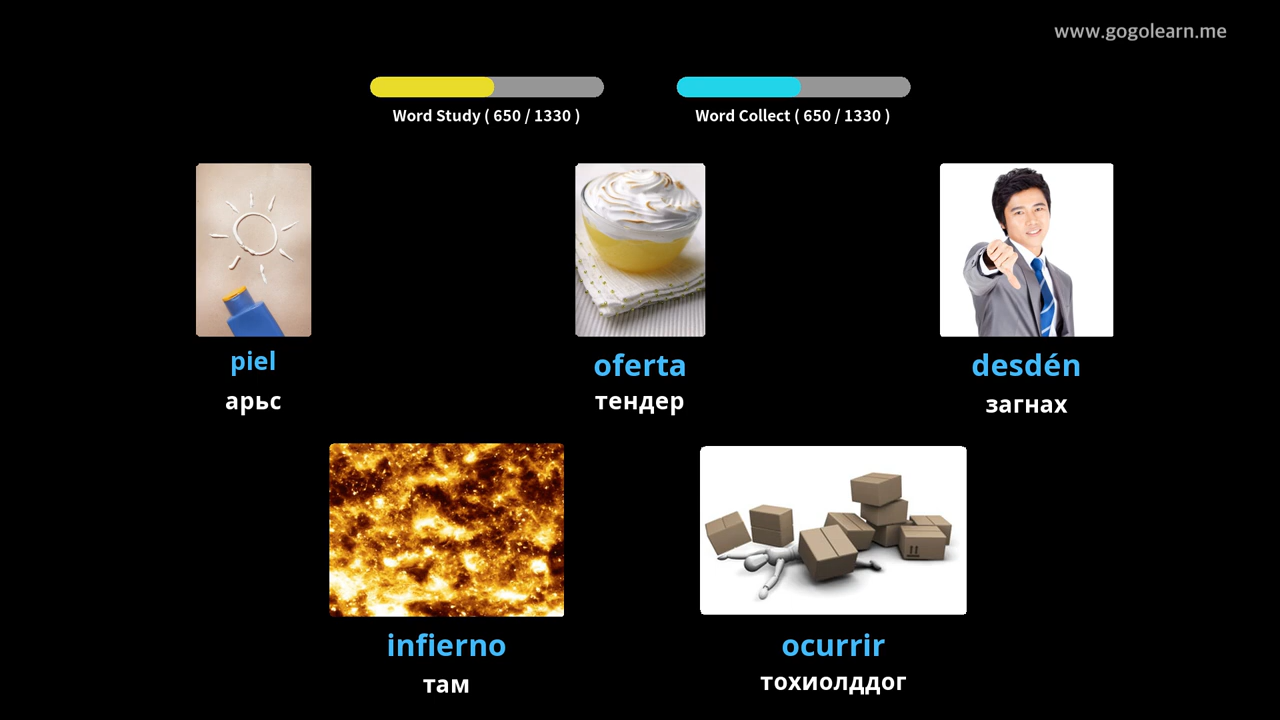 www.gogolearn.me
Word Study ( 650 / 1330 )
Word Collect ( 650 / 1330 )
piel
арьс
oferta
тендер
desdén
загнах
infierno
там
ocurrir
тохиолддог